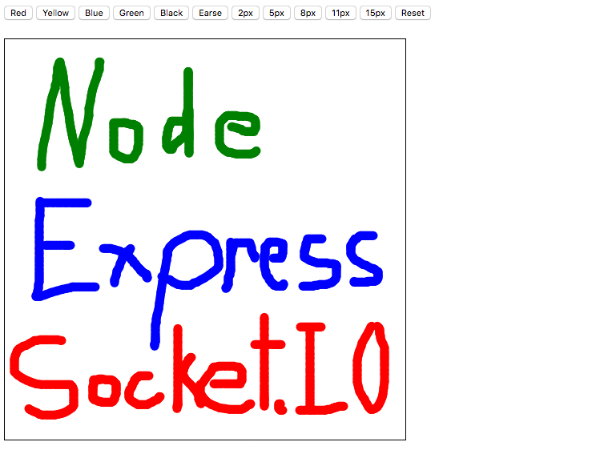 Red Yellow Blue Green Black Earse 2px 5px 8px 11px 15px Reset
Node
Express
Socket.IO